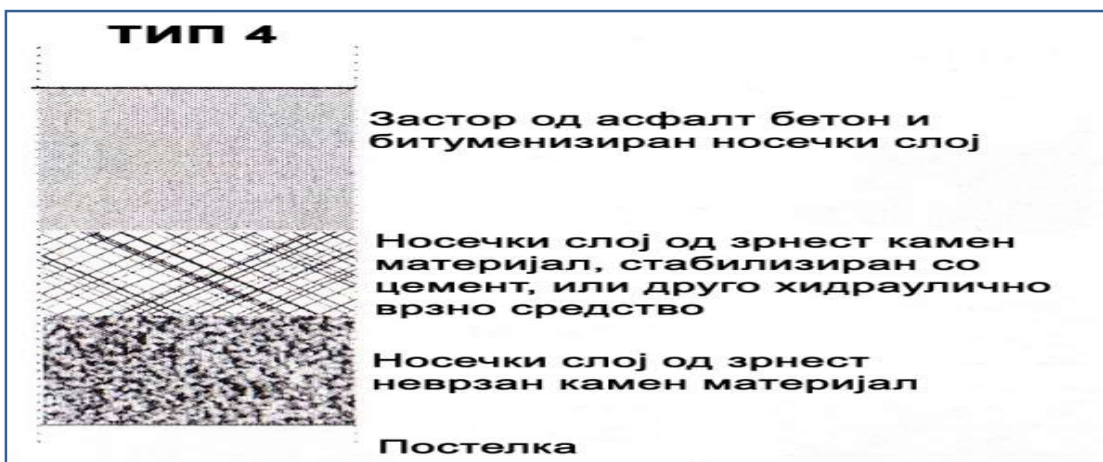 ТИП 4
Застор од асфалт бетон и
битуменизиран носечки слој
Носечки слој од зрнест камен
материјал, стабилизиран со
цемент, или друго хидраулично
врзно средство
Носечки слој од зрнест
неврзан камен материјал
Постелка